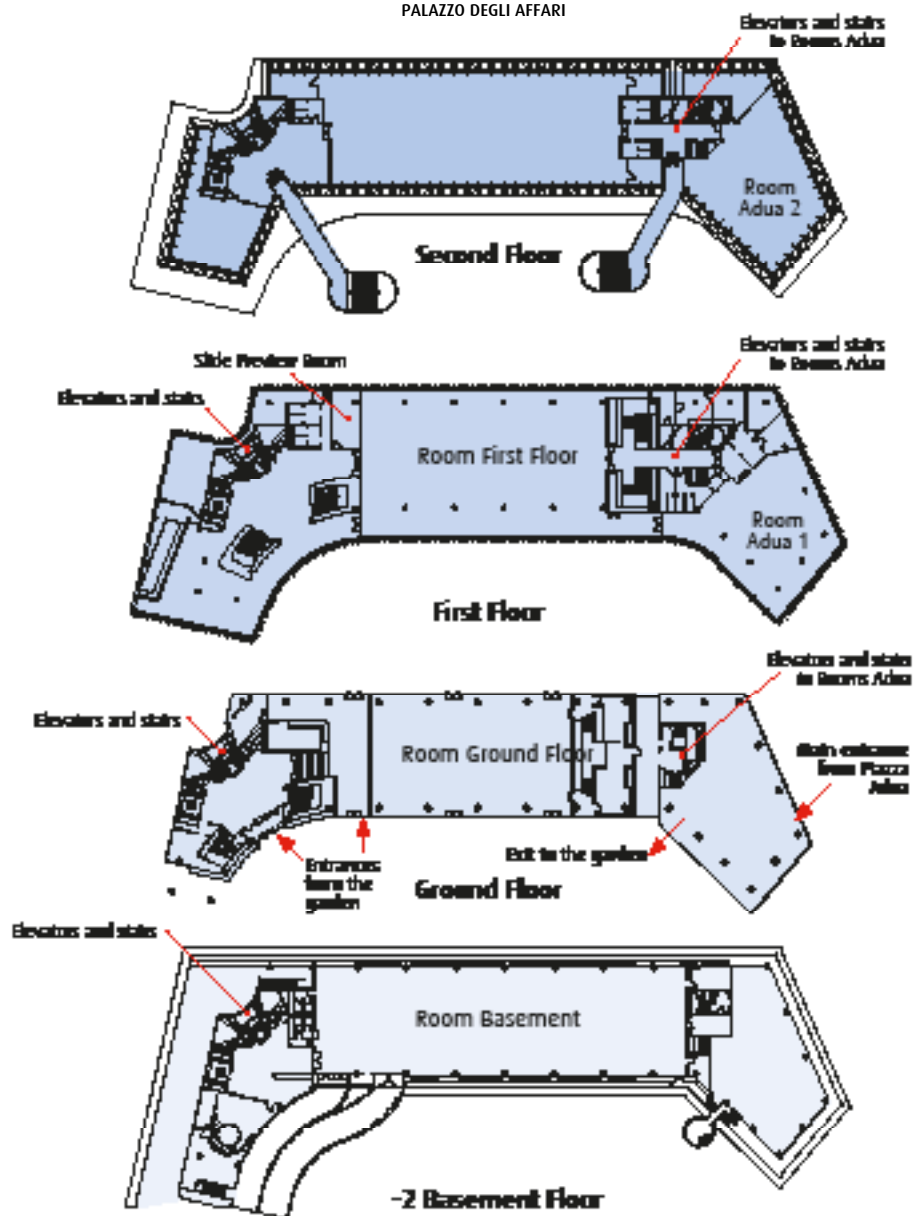 PALAZZO DEGLI AFFARI
Elevators and stairs
to Rooms Adua
Room
Adua 2
Second Floor
Slide Preview Room
Elevators and stairs
to Rooms Adua
Elevators and stairs
Room First Floor
Room
Adua 1
First Floor
Elevators and stairs
to Rooms Adua
Elevators and stairs
Room Ground Floor
Main entrance
from Piazza
Adua
Exit to the garden
Entrances
from the
garden
Ground Floor
Elevators and stairs
Room Basement
-2 Basement Floor